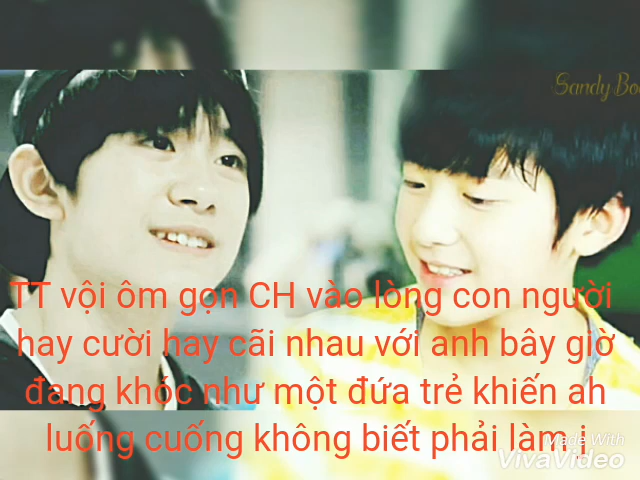 Sandy Bo
TT vội ôm gọn CH vào lòng con người
hay cười hay cãi nhau với anh bây giờ
đang khóc như một đứa trẻ khiến ah
luống cuống không biết phải làm j
Made With
VivaVideo